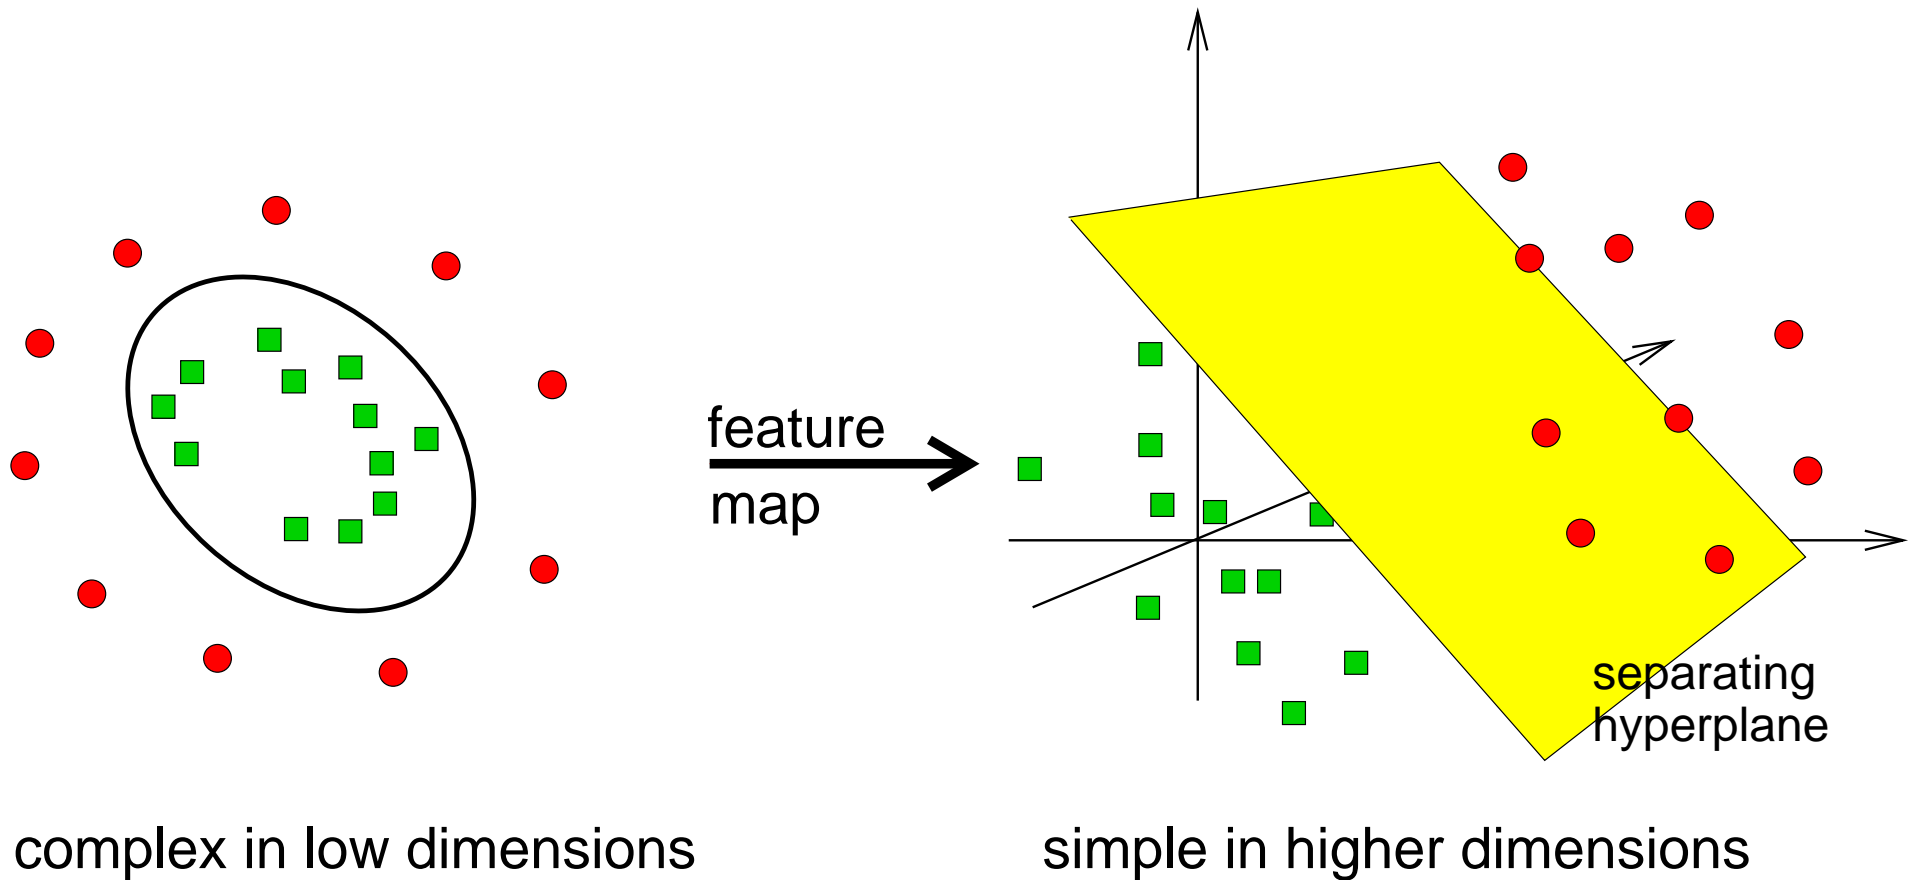 feature
map
separating
hyperplane
complex in low dimensions
simple in higher dimensions